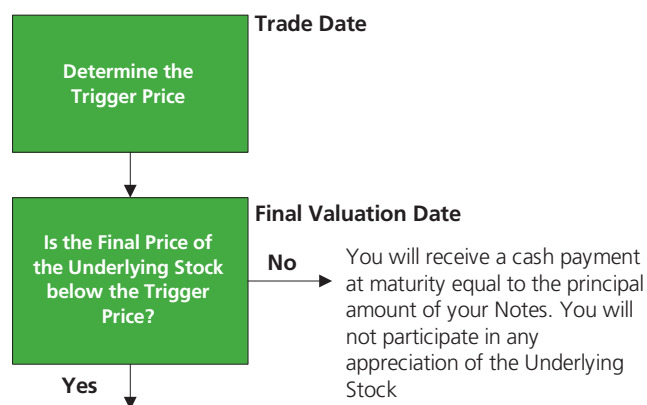 Trade Date
Determine the
Trigger Price
Final Valuation Date
Is the Final Price of
the Underlying Stock
below the Trigger
Price?
No
You will receive a cash payment
at maturity equal to the principal
amount of your Notes. You will
not participate in any
appreciation of the Underlying
Stock
Yes